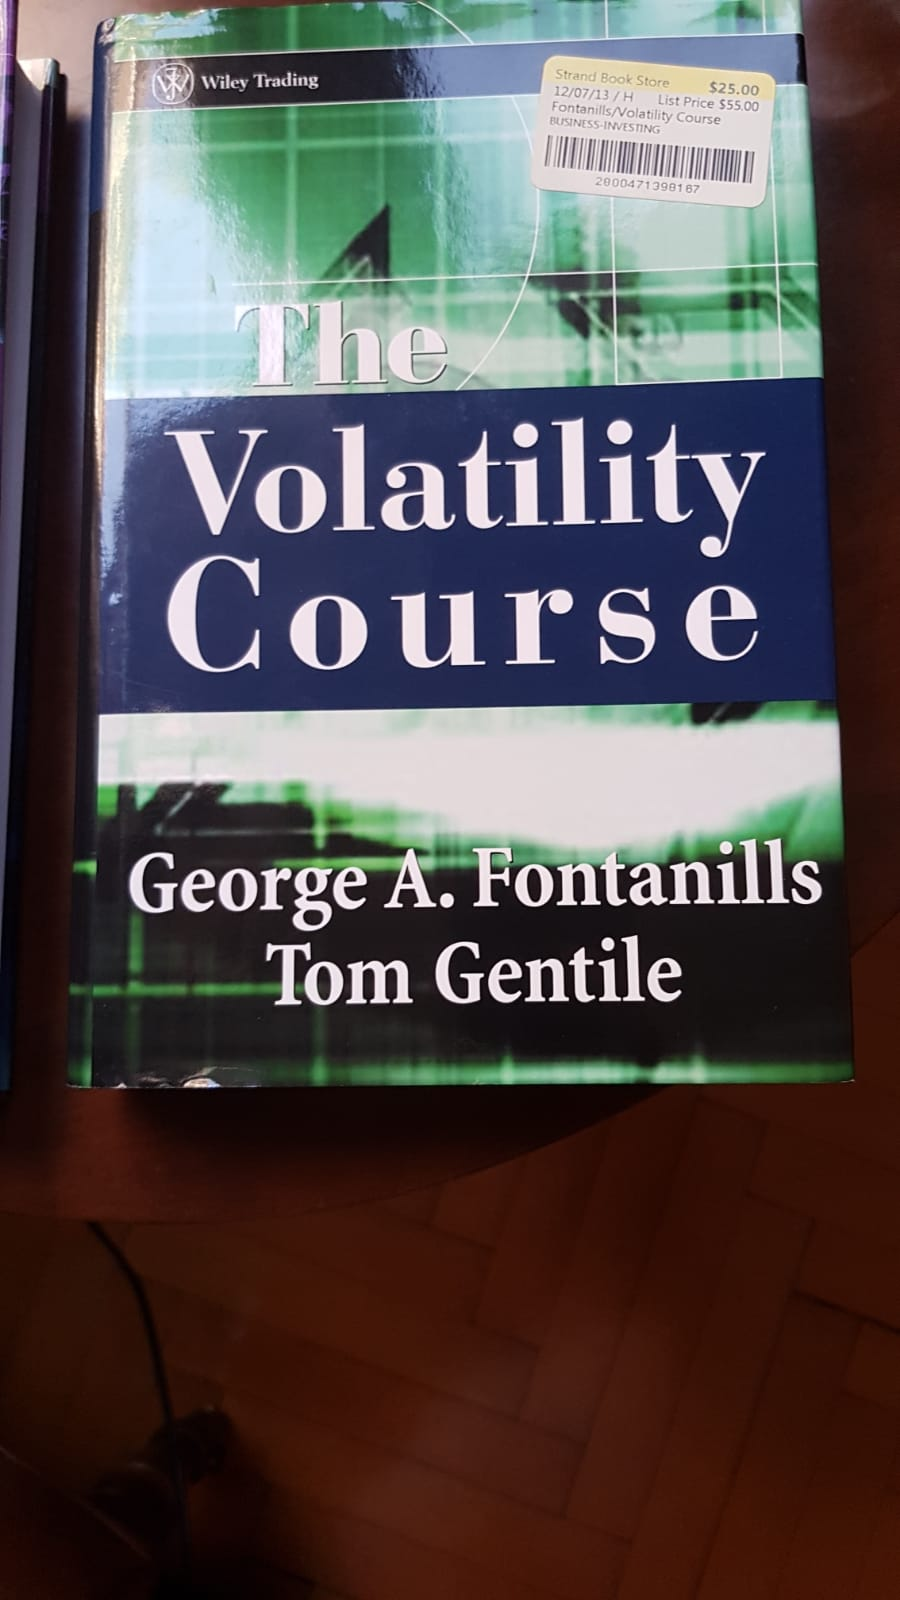 Wiley Trading
Strand Book Store $25.00
12/07/13 / H List Price $55.00
Fontanills/Volatility Course
BUSINESS-INVESTING
2800471398167
The
Volatility
Course
George A. Fontanills
Tom Gentile